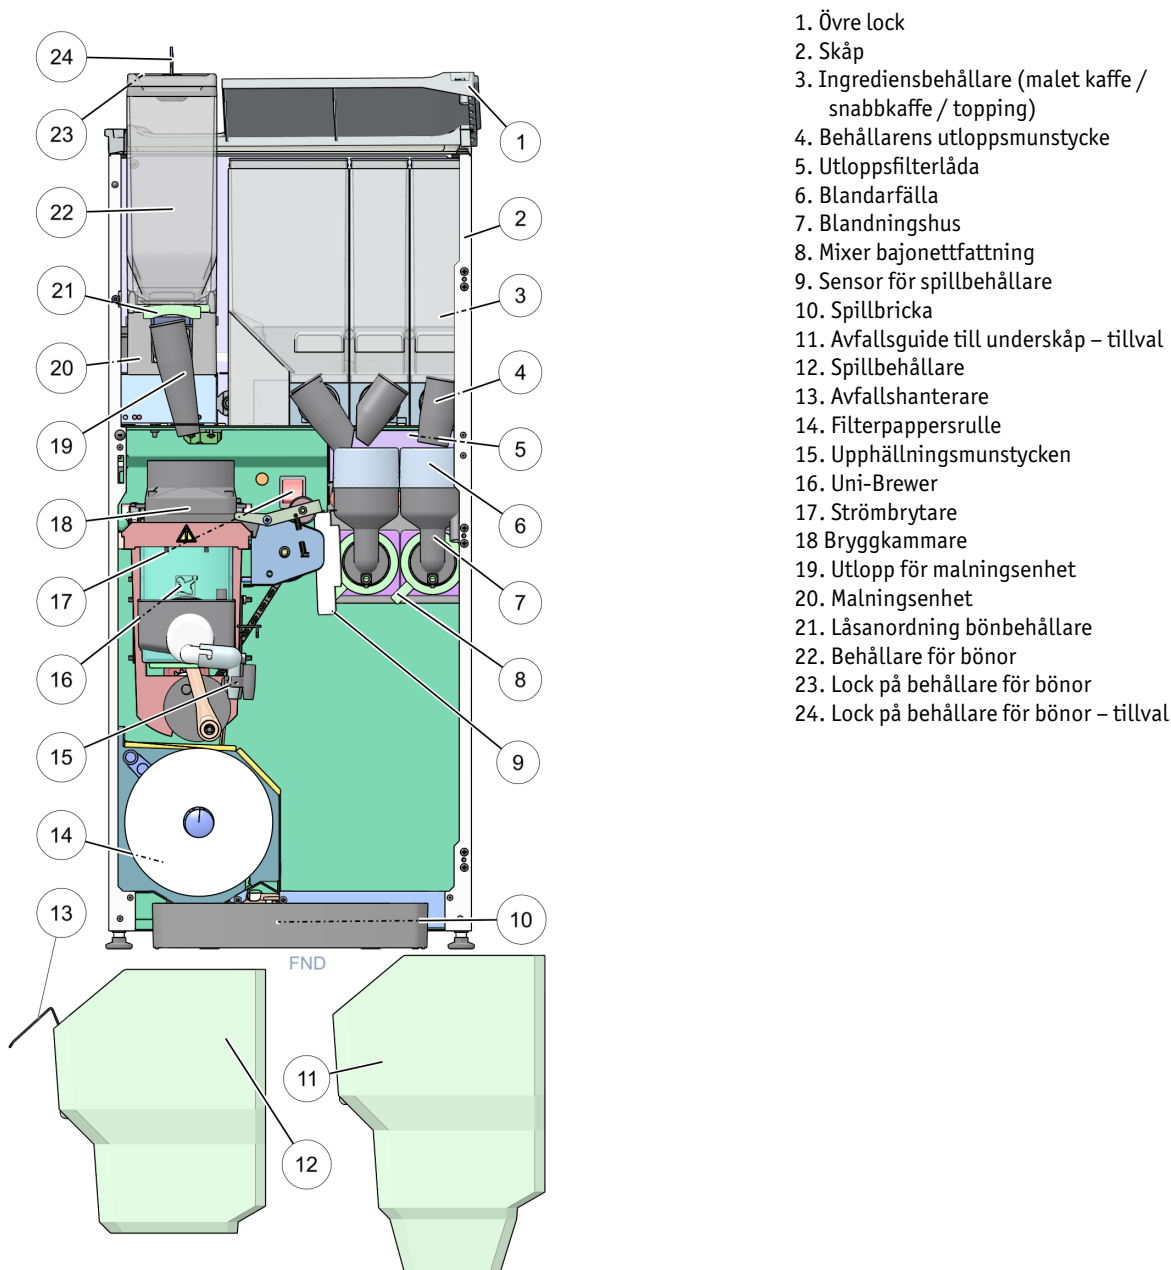 1. Övre lock
2. Skåp
3. Ingrediensbehållare (malet kaffe /
snabbkaffe / topping)
4. Behållarens utloppsmunstycke
5. Utloppsfilterlåda
6. Blandarfälla
7. Blandningshus
8. Mixer bajonettfattning
9. Sensor för spillbehållare
10. Spillbricka
11. Avfallsguide till underskåp – tillval
12. Spillbehållare
13. Avfallshanterare
14. Filterpappersrulle
15. Upphällningsmunstycken
16. Uni-Brewer
17. Strömbrytare
18 Bryggkammare
19. Utlopp för malningsenhet
20. Malningsenhet
21. Låsanordning bönbehållare
22. Behållare för bönor
23. Lock på behållare för bönor
24. Lock på behållare för bönor – tillval
24
23
1
22
2
21
3
20
4
19
5
18
6
17
7
16
8
15
9
14
13
10
FND
11
12